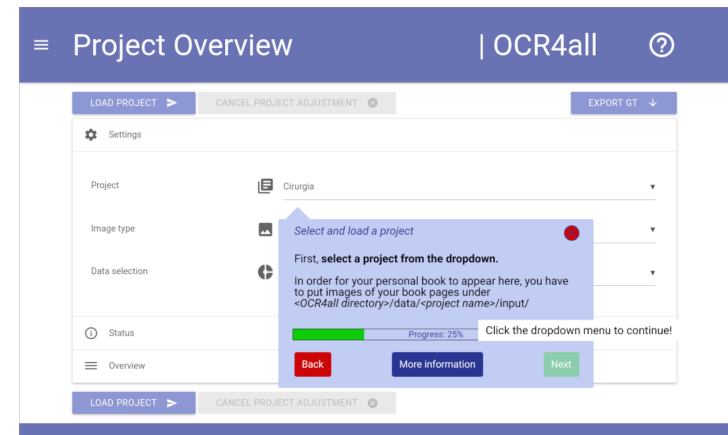 Project Overview | OCR4all
LOAD PROJECT CANCEL PROJECT ADJUSTMENT EXPORT GT
Settings
Project Cirurgia
Image type
Data selection
Select and load a project
First, select a project from the dropdown.
In order for your personal book to appear here, you have
to put images of your book pages under
<OCR4all directory>/data/<project name>/input/
Progress: 25%
Click the dropdown menu to continue!
Back More information Next
Status
Overview
LOAD PROJECT CANCEL PROJECT ADJUSTMENT